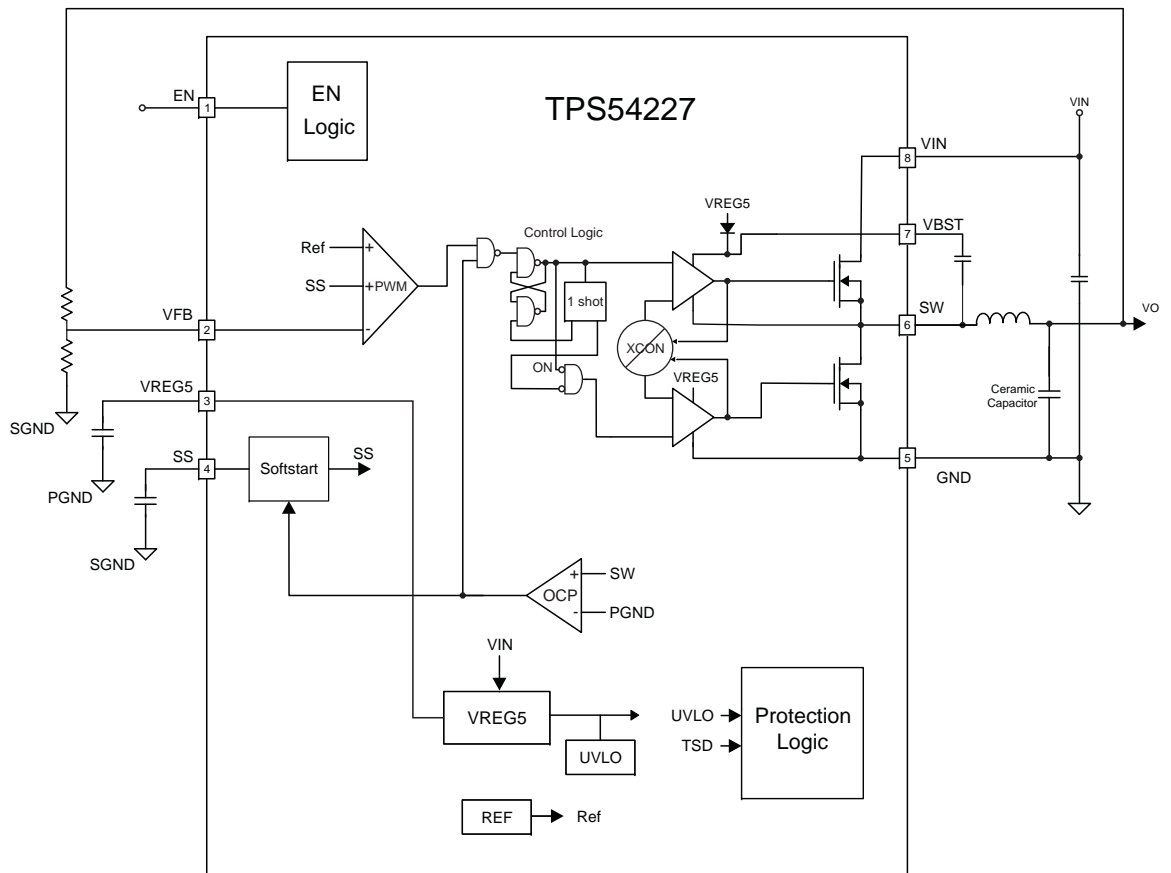 TPS54227
EN
1
EN
Logic
VIN
VIN
8
VREG5
VBST
7
Control Logic
Ref
+
SS
+
PWM
-
1 shot
SW
6
VO
VFB
2
XCON
ON
VREG5
Ceramic
Capacitor
VREG5
3
SGND
SS
4
Softstart
SS
5
GND
PGND
SGND
OCP
+
SW
-
PGND
VIN
VREG5
UVLO
UVLO
TSD
Protection
Logic
REF
Ref